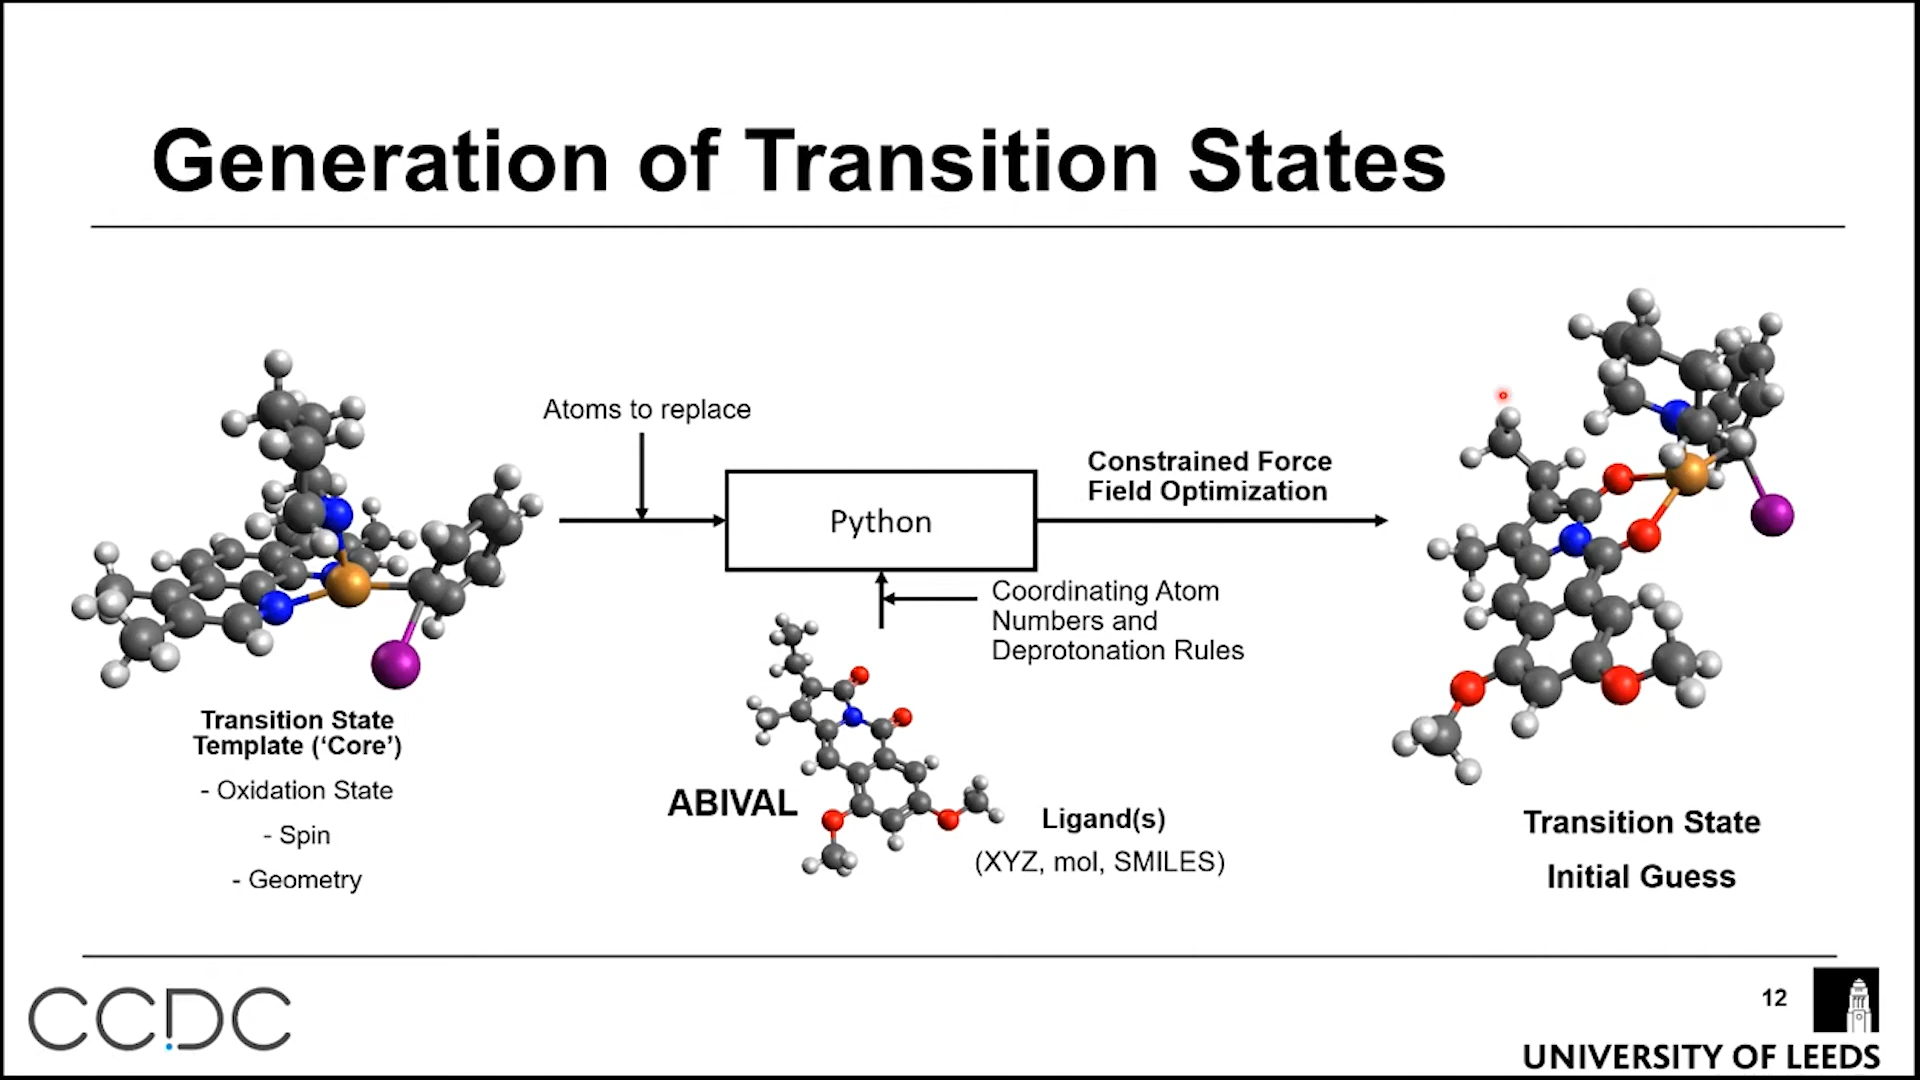 Generation of Transition States
Atoms to replace
Python
Constrained Force
Field Optimization
Coordinating Atom
Numbers and
Deprotonation Rules
Transition State
Template (‘Core’)
- Oxidation State
- Spin
- Geometry
ABIVAL
Ligand(s)
(XYZ, mol, SMILES)
Transition State
Initial Guess
CCDC
12
UNIVERSITY OF LEEDS